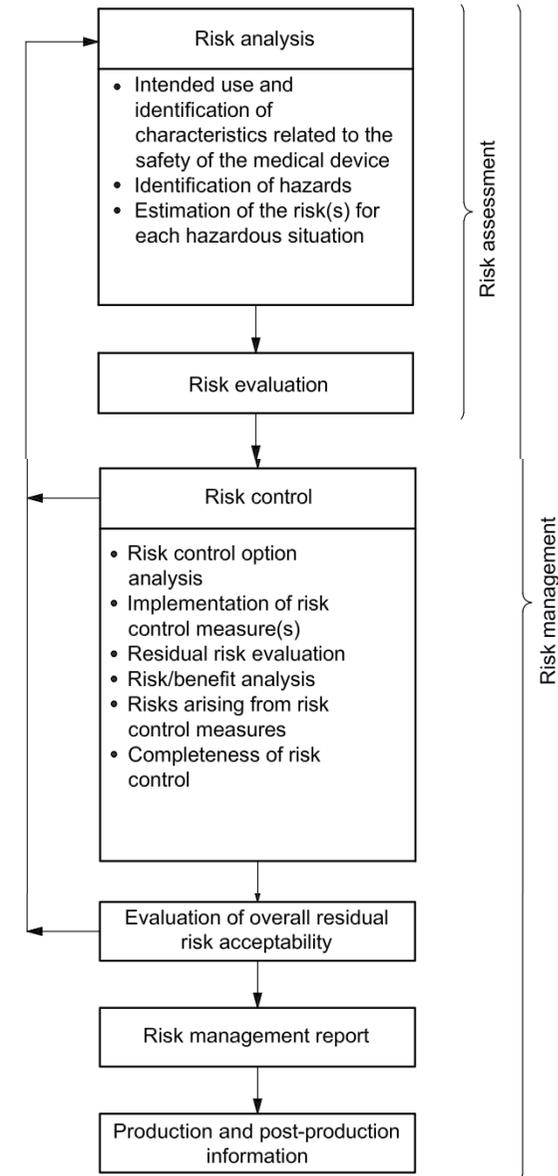 Risk analysis
• Intended use and
identification of
characteristics related to the
safety of the medical device
• Identification of hazards
• Estimation of the risk(s) for
each hazardous situation
Risk evaluation
Risk assessment
Risk control
• Risk control option
analysis
• Implementation of risk
control measure(s)
• Residual risk evaluation
• Risk/benefit analysis
• Risks arising from risk
control measures
• Completeness of risk
control
Evaluation of overall residual
risk acceptability
Risk management report
Production and post-production
information
Risk management